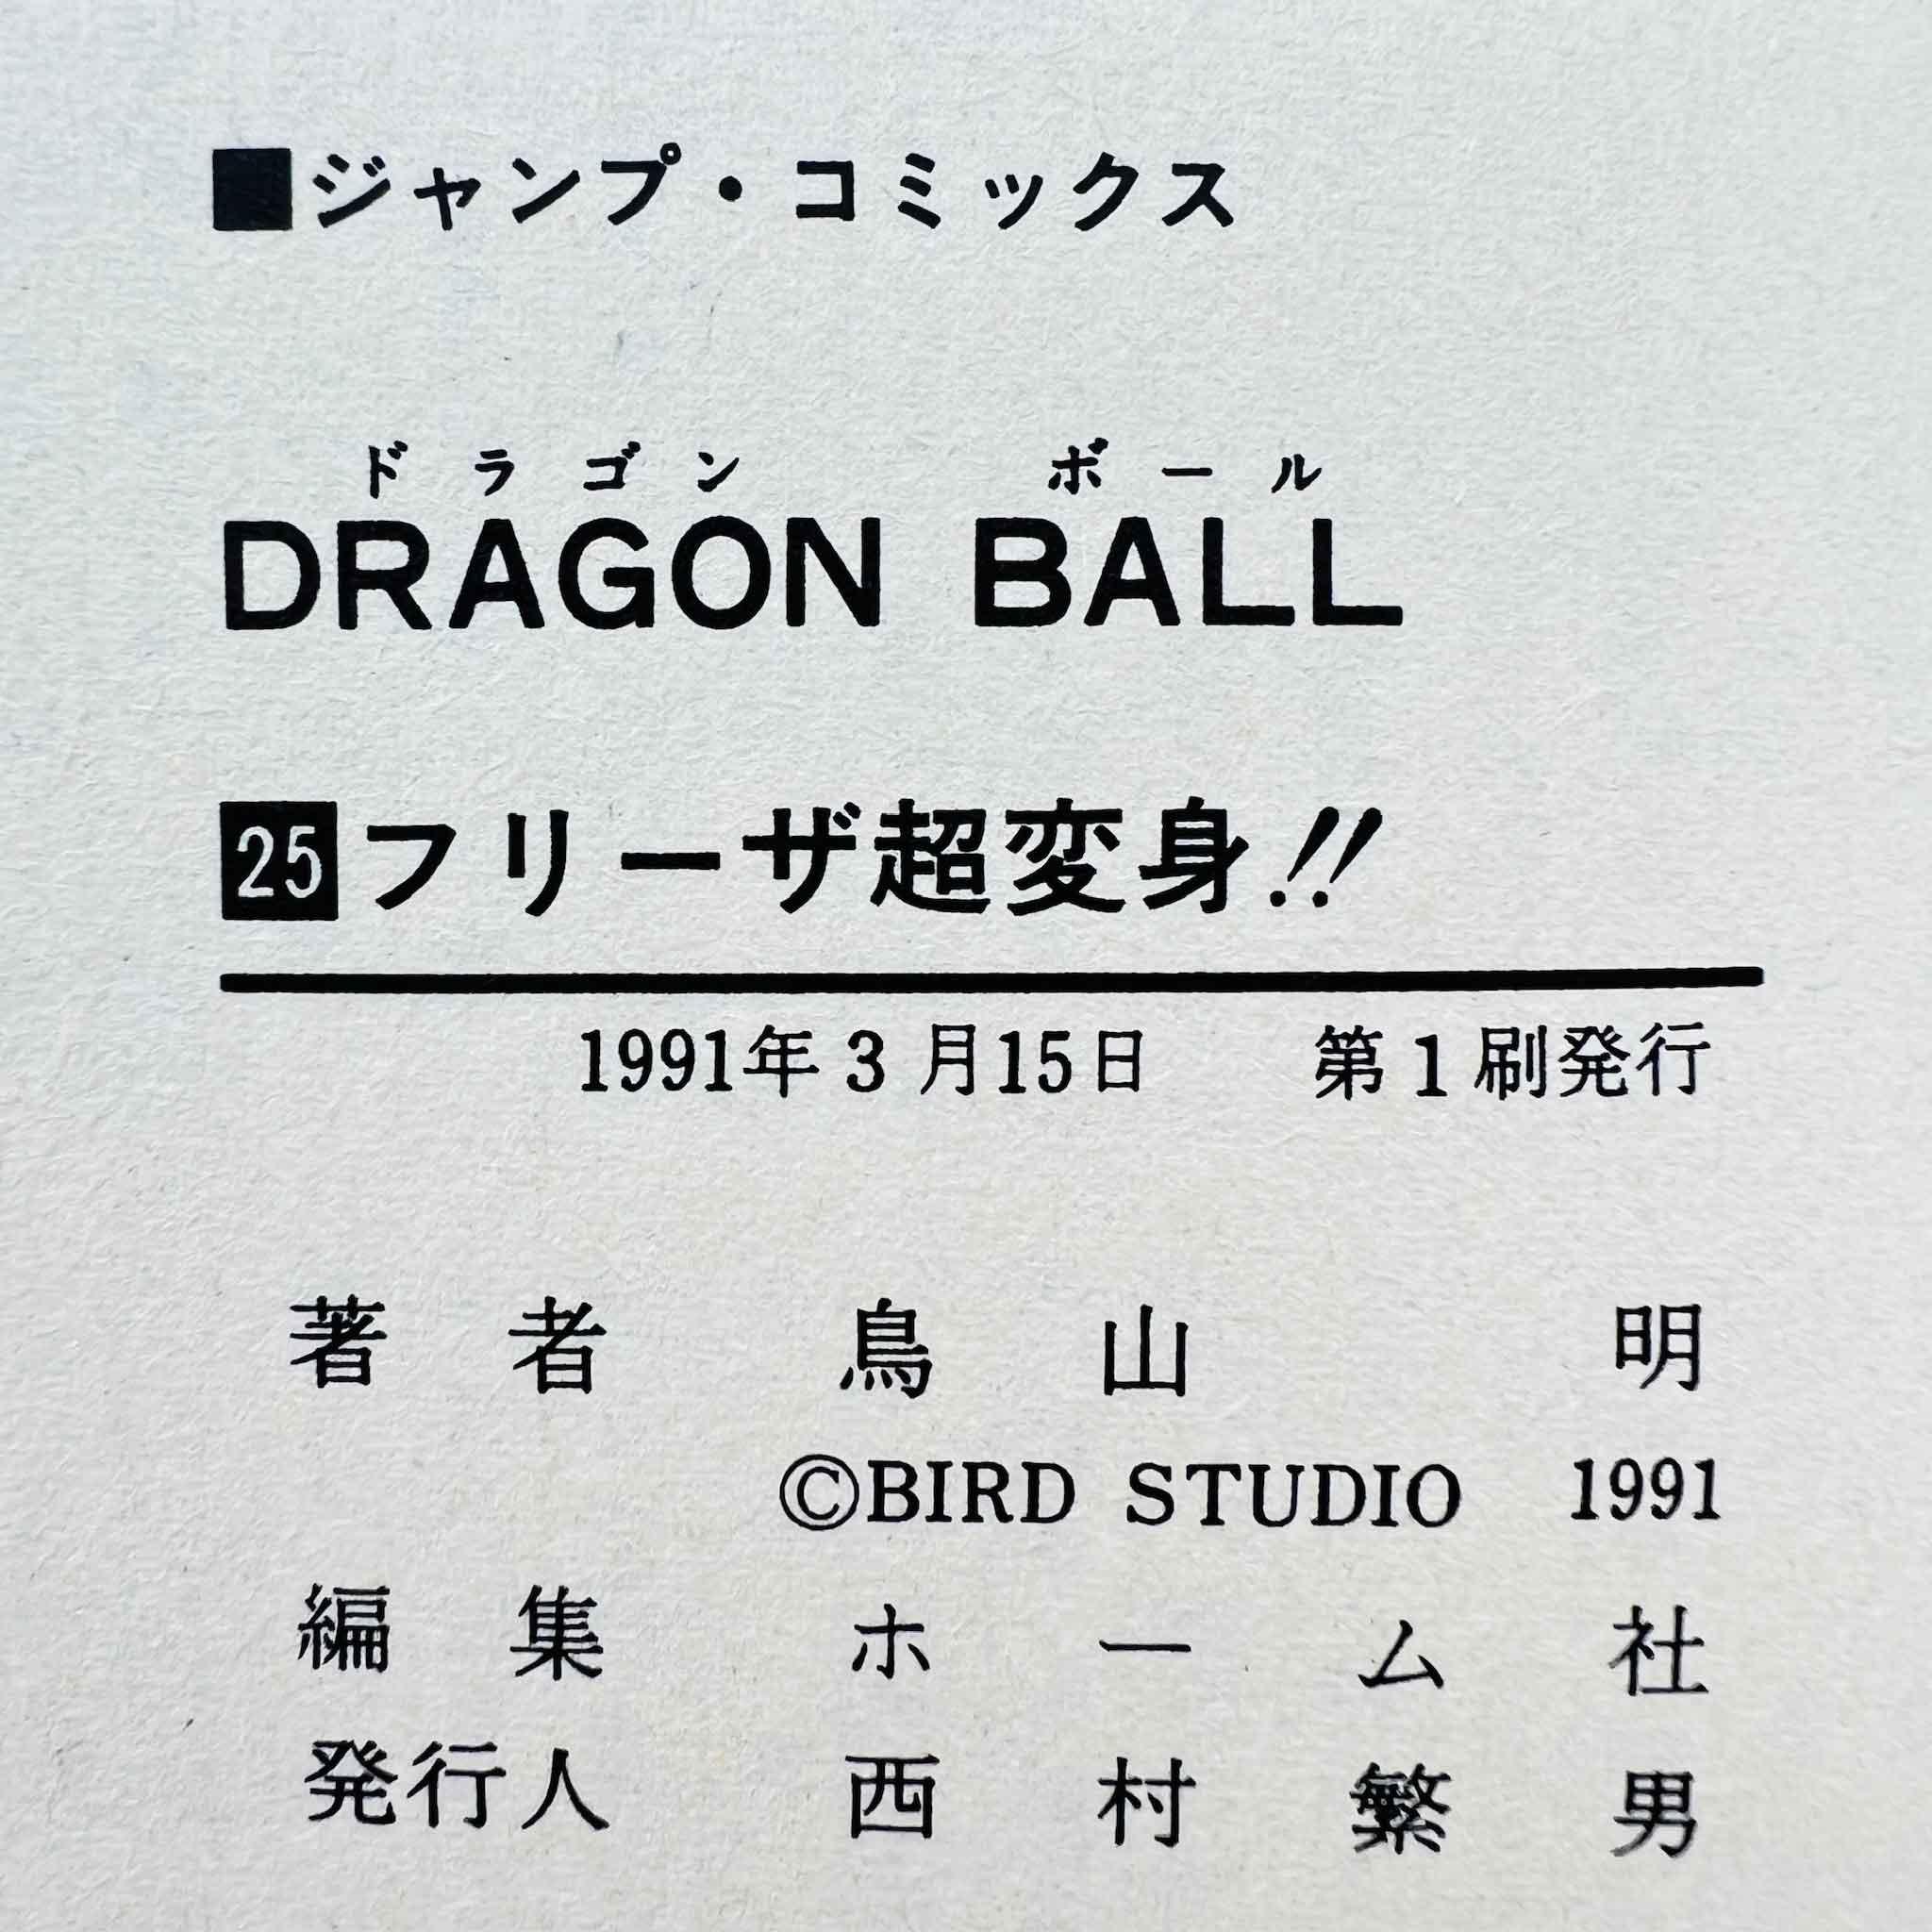 ■ジャンプ・コミックス
ドラゴン ボール
DRAGON BALL
25フリーザ超変身!!
1991年3月15日 第1刷発行
著者 鳥山明
©BIRD STUDIO 1991
編集 ホーム社
発行人 西村繁男